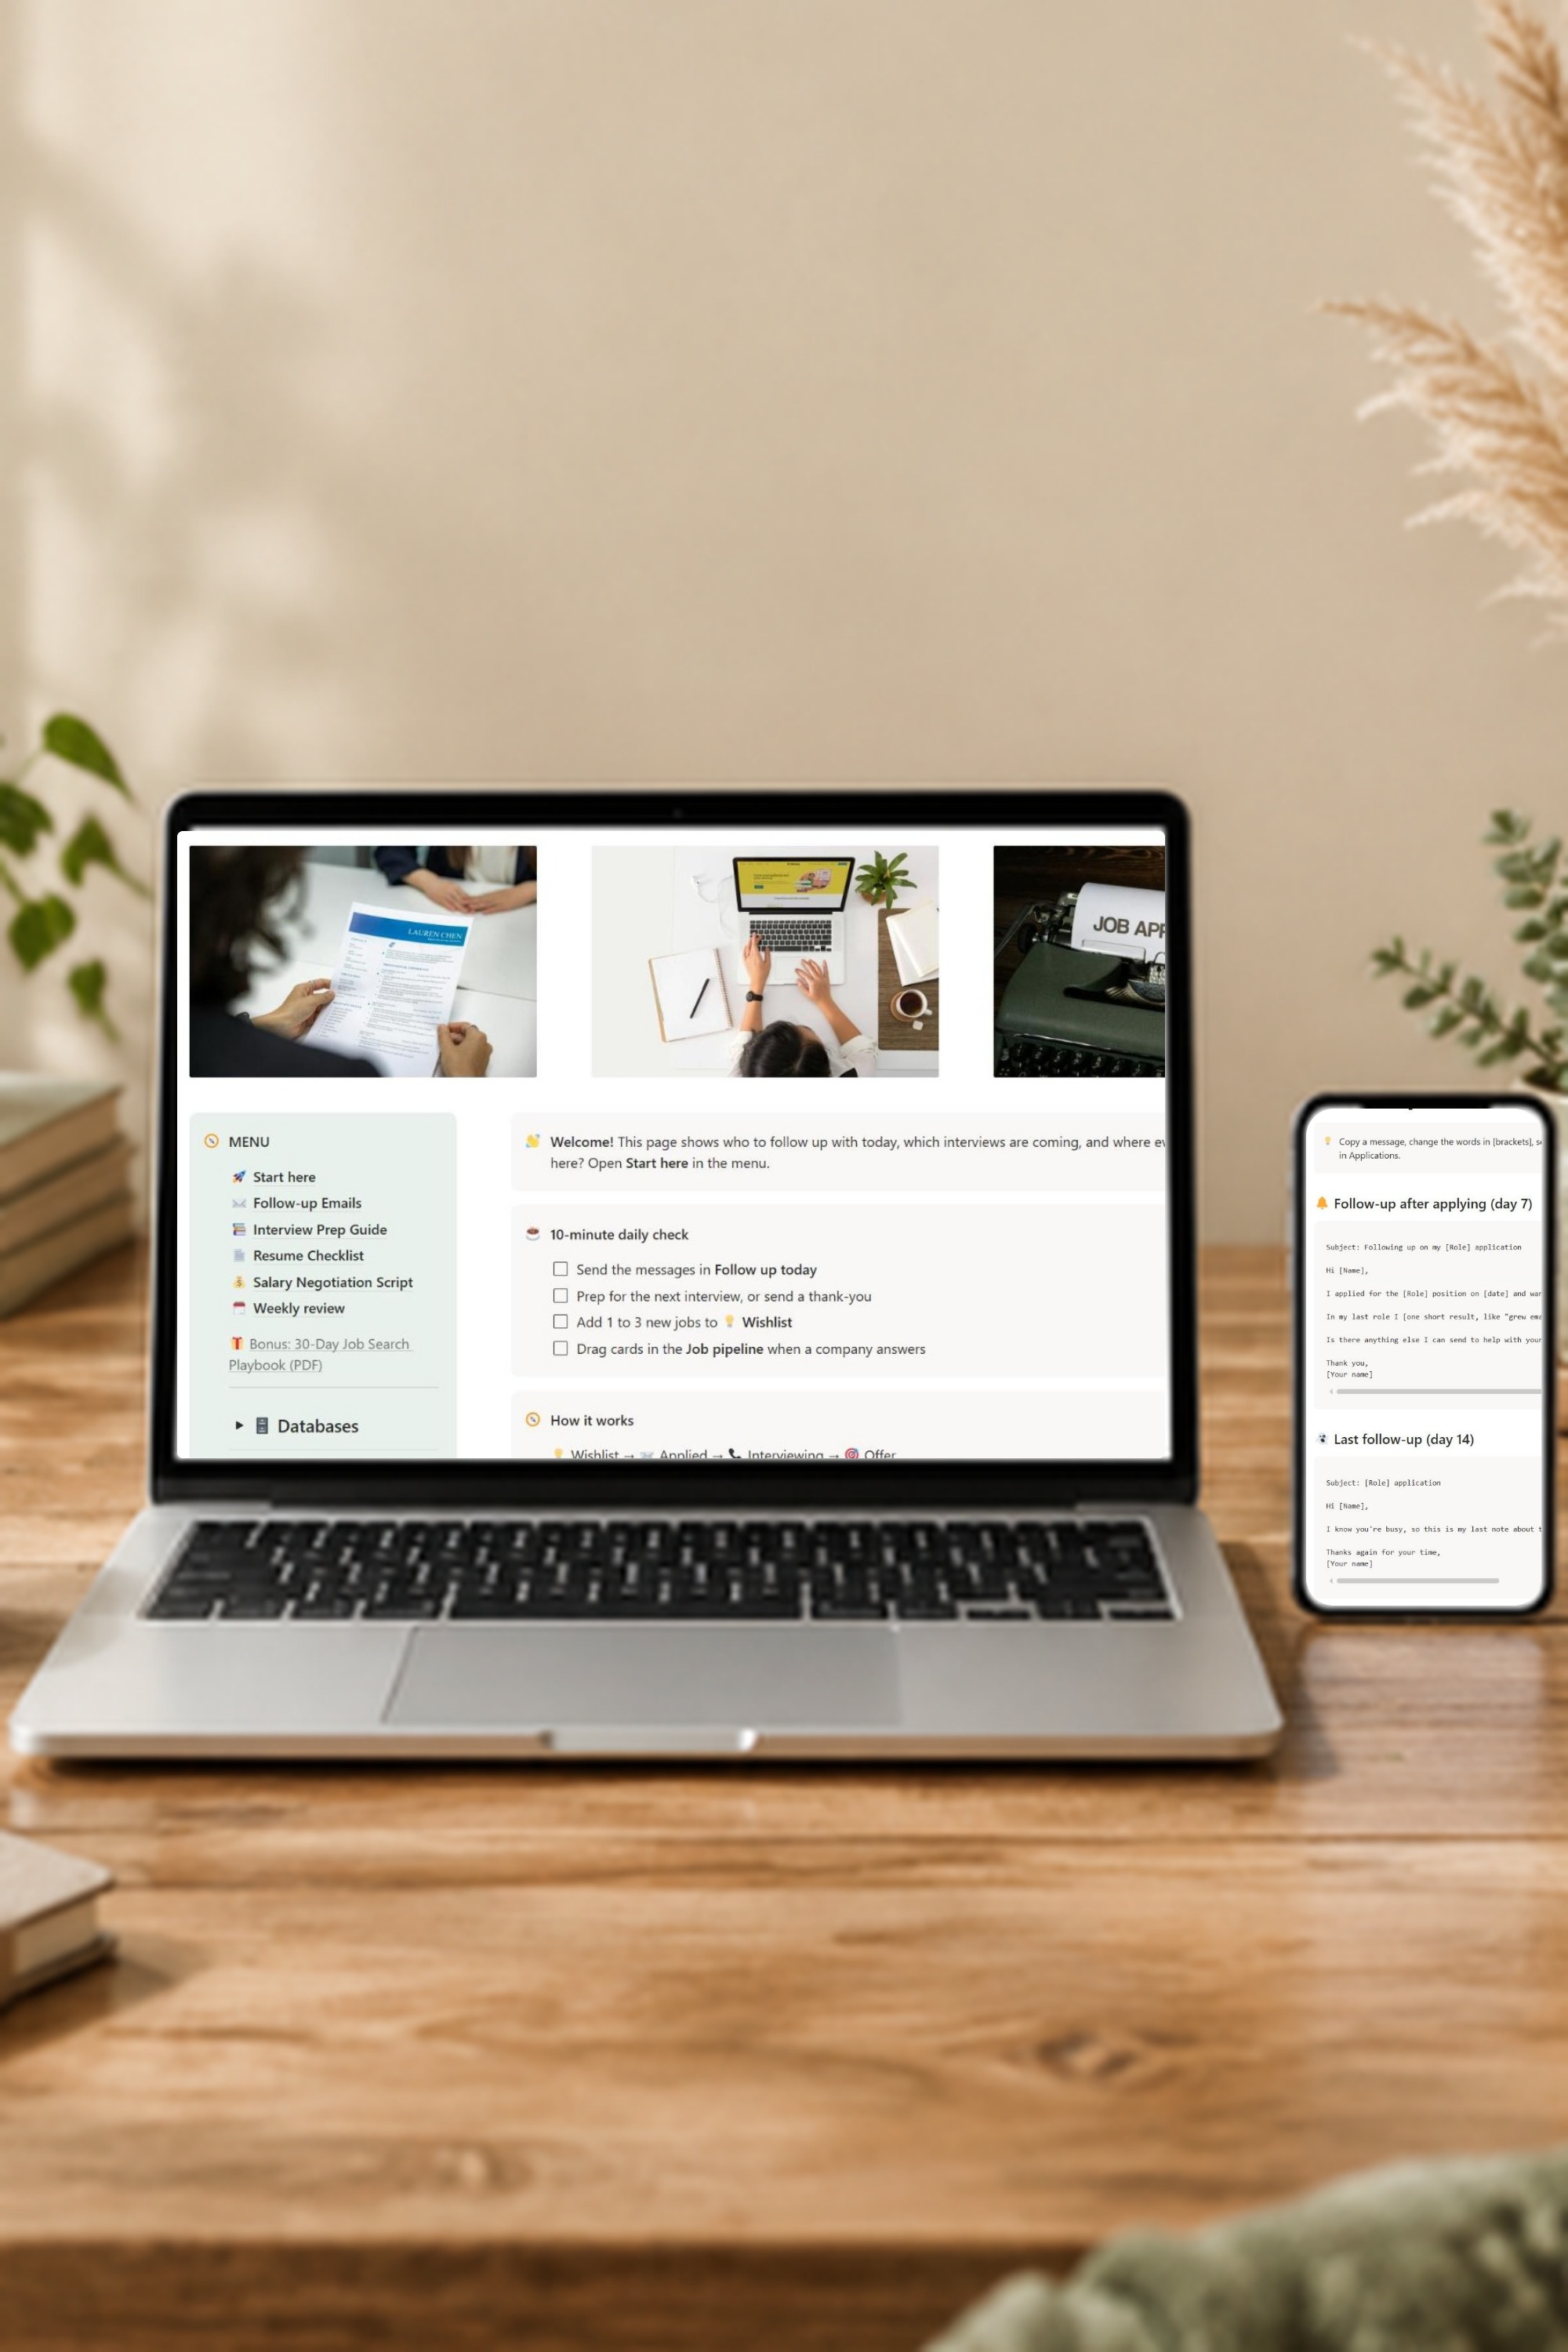 LAUREN CHEN
JOB APP
MENU
Start here
Follow-up Emails
Interview Prep Guide
Resume Checklist
Salary Negotiation Script
Weekly review
Bonus: 30-Day Job Search
Playbook (PDF)
Databases
Welcome! This page shows who to follow up with today, which interviews are coming, and where ev
here? Open Start here in the menu.
10-minute daily check
Send the messages in Follow up today
Prep for the next interview, or send a thank-you
Add 1 to 3 new jobs to Wishlist
Drag cards in the Job pipeline when a company answers
How it works
Wishlist → Applied → Interviewing → Offer
Copy a message, change the words in [brackets], s
in Applications.
Follow-up after applying (day 7)
Subject: Following up on my [Role] application
Hi [Name],
I applied for the [Role] position on [date] and wan
In my last role I [one short result, like "grew ema
Is there anything else I can send to help with your
Thank you,
[Your name]
Last follow-up (day 14)
Subject: [Role] application
Hi [Name],
I know you're busy, so this is my last note about t
Thanks again for your time,
[Your name]